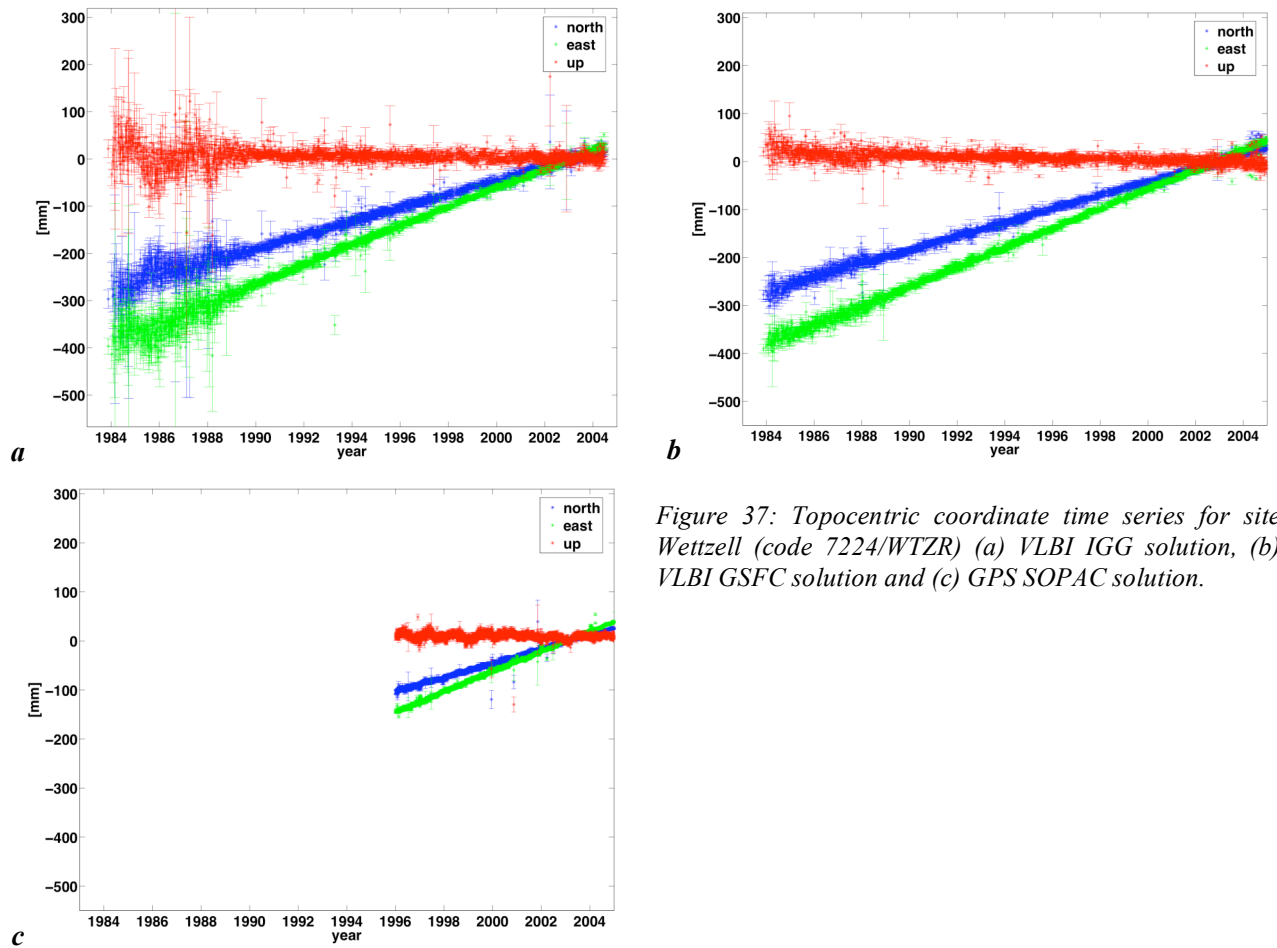 300
200
100
0
−100
−200
−300
−400
−500
[mm]
north
east
up
1984 1986 1988 1990 1992 1994 1996 1998 2000 2002 2004
year
a
300
200
100
0
−100
−200
−300
−400
−500
[mm]
north
east
up
1984 1986 1988 1990 1992 1994 1996 1998 2000 2002 2004
year
b
300
200
100
0
−100
−200
−300
−400
−500
[mm]
north
east
up
1984 1986 1988 1990 1992 1994 1996 1998 2000 2002 2004
year
c
Figure 37: Topocentric coordinate time series for site
Wettzell (code 7224/WTZR) (a) VLBI IGG solution, (b)
VLBI GSFC solution and (c) GPS SOPAC solution.